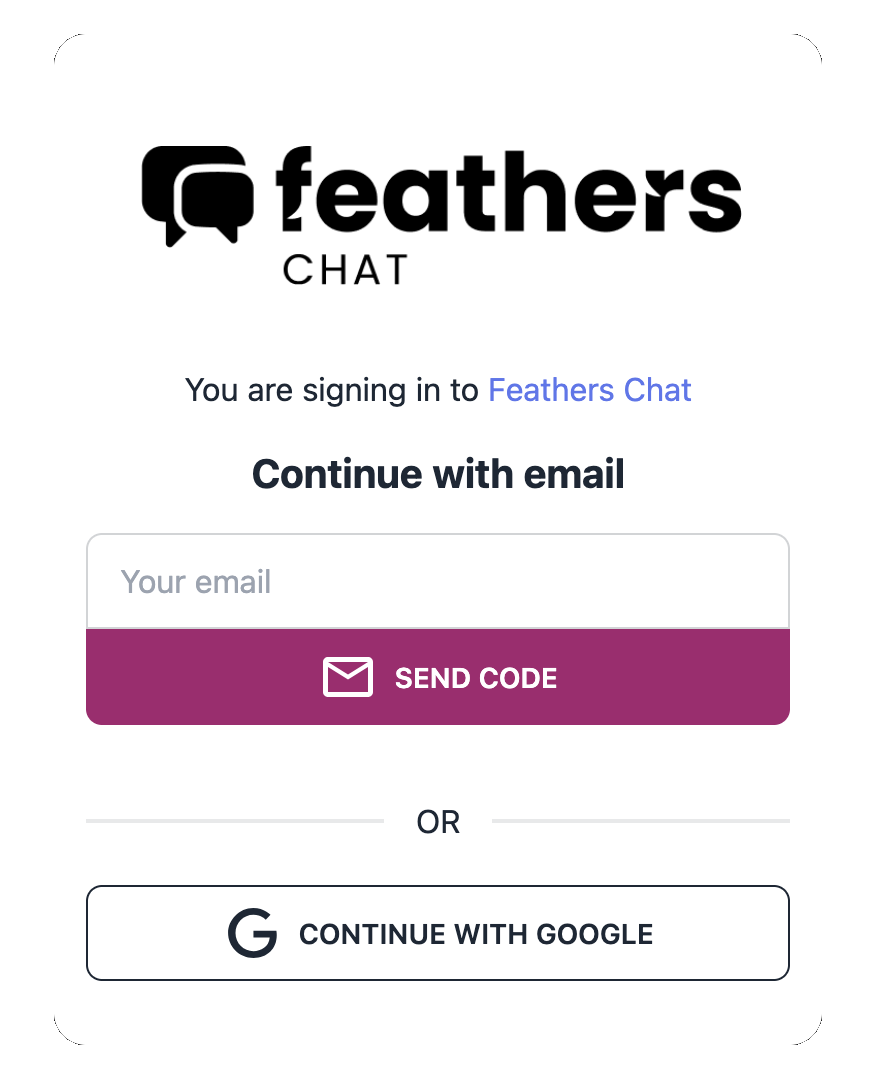 feathers
CHAT
You are signing in to Feathers Chat
Continue with email
Your email
SEND CODE
OR
CONTINUE WITH GOOGLE